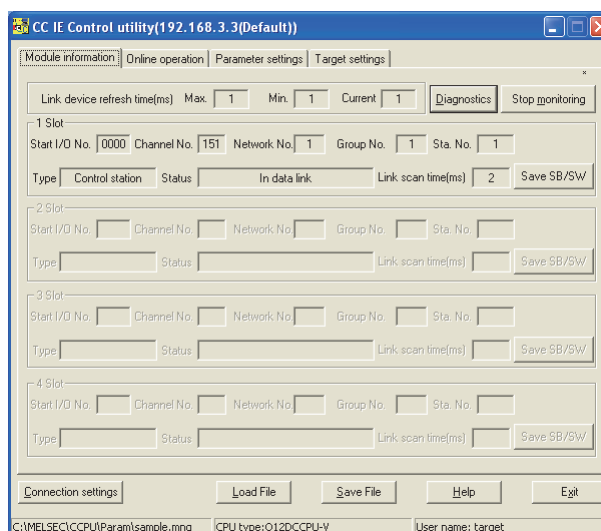 CC IE Control utility(192.168.3.3(Default))
Module information Online operation Parameter settings Target settings
Link device refresh time(ms) Max. 1 Min. 1 Current 1 Diagnostics Stop monitoring
1 Slot
Start I/O No. 0000 Channel No. 151 Network No. 1 Group No. 1 Sta. No. 1
Type Control station Status In data link Link scan time(ms) 2 Save SB/SW
2 Slot
Start I/O No. Channel No. Network No. Group No. Sta. No.
Type Status Link scan time(ms) Save SB/SW
3 Slot
Start I/O No. Channel No. Network No. Group No. Sta. No.
Type Status Link scan time(ms) Save SB/SW
4 Slot
Start I/O No. Channel No. Network No. Group No. Sta. No.
Type Status Link scan time(ms) Save SB/SW
Connection settings Load File Save File Help Exit
C:\MELSEC\CCPU\Param\sample.mng CPU type:Q12DCCPU-V User name: target